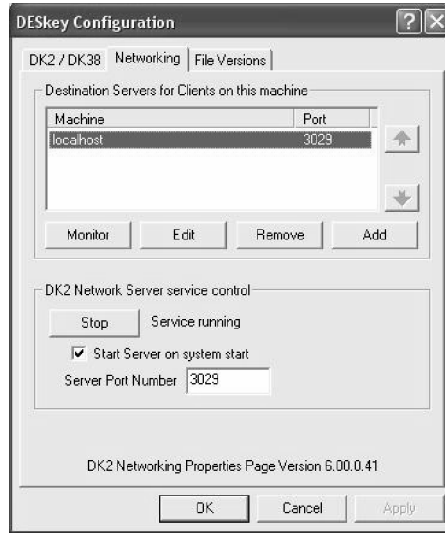 DESkey Configuration
DK2 / DK38 Networking File Versions
Destination Servers for Clients on this machine
Machine Port
localhost 3029
Monitor Edit Remove Add
DK2 Network Server service control
Stop Service running
Start Server on system start
Server Port Number 3029
DK2 Networking Properties Page Version 6.00.0.41
OK Cancel Apply